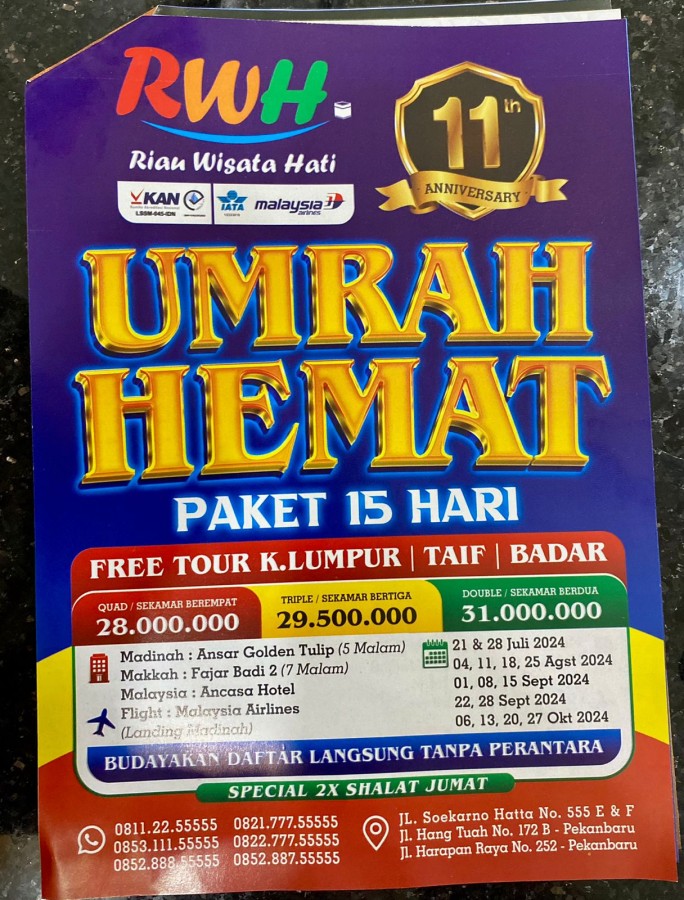 RWH
Riau Wisata Hati
KAN
LSSM-045-IDN
IATA
malaysia
airlines
11th
ANNIVERSARY
UMRAH
HEMAT
PAKET 15 HARI
FREE TOUR K.LUMPUR | TAIF | BADAR
QUAD / SEKAMAR BEREMPAT
28.000.000
TRIPLE / SEKAMAR BERTIGA
29.500.000
DOUBLE / SEKAMAR BERDUA
31.000.000
Madinah : Ansar Golden Tulip (5 Malam)
Makkah : Fajar Badi 2 (7 Malam)
Malaysia : Ancasa Hotel
Flight : Malaysia Airlines
(Landing Madinah)
21 & 28 Juli 2024
04, 11, 18, 25 Agst 2024
01, 08, 15 Sept 2024
22, 28 Sept 2024
06, 13, 20, 27 Okt 2024
BUDAYAKAN DAFTAR LANGSUNG TANPA PERANTARA
SPECIAL 2X SHALAT JUMAT
0811.22.55555 0821.777.55555
0853.111.55555 0822.777.55555
0852.888.55555 0852.887.55555
JL. Soekarno Hatta No. 555 E & F
Jl. Hang Tuah No. 172 B - Pekanbaru
Jl. Harapan Raya No. 252 - Pekanbaru